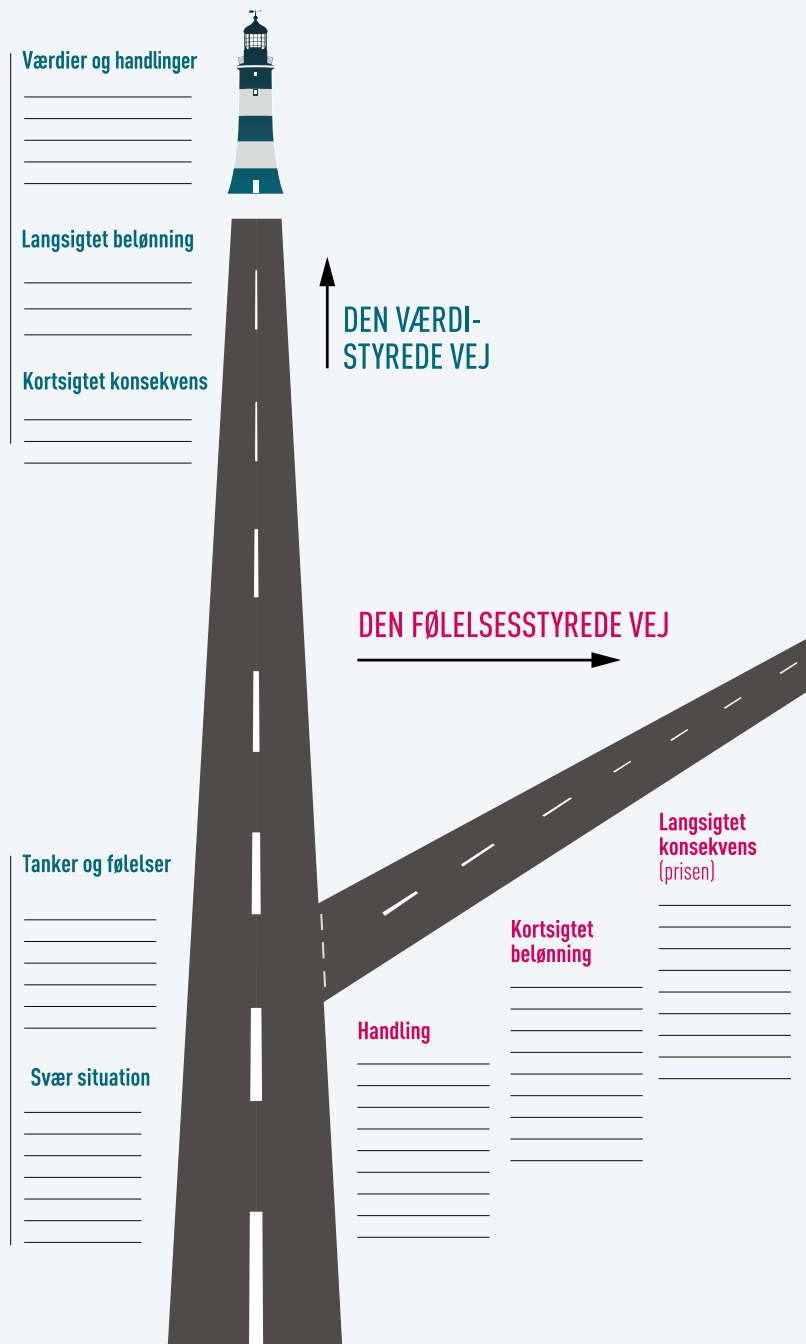 Værdier og handlinger
Langsigtet belønning
DEN VÆRDI-
STYREDE VEJ
Kortsigtet konsekvens
DEN FØLELSESSTYREDE VEJ
Tanker og følelser
Svær situation
Handling
Kortsigtet
belønning
Langsigtet
konsekvens
(prisen)